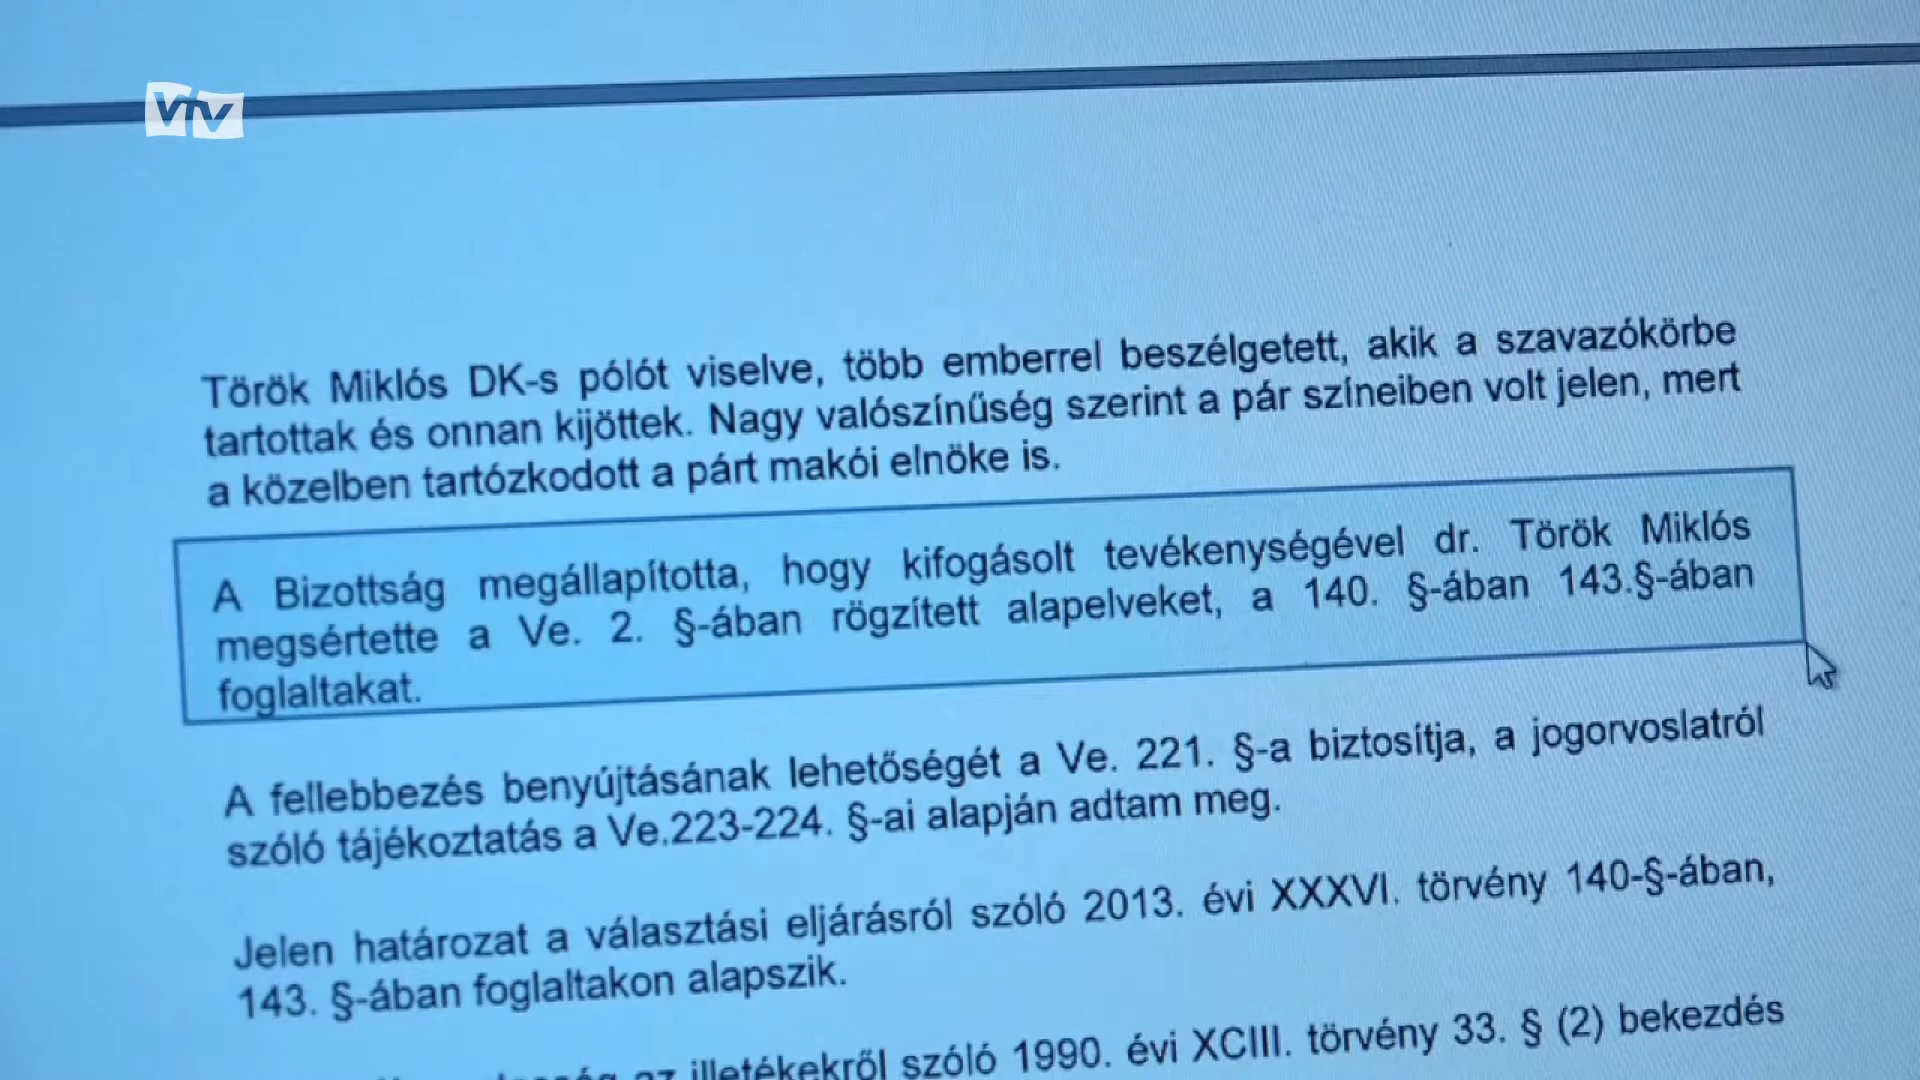 VTV
Török Miklós DK-s pólót viselve, több emberrel beszélgetett, akik a szavazókörbe
tartottak és onnan kijöttek. Nagy valószínűség szerint a pár színeiben volt jelen, mert
a közelben tartózkodott a párt makói elnöke is.
A Bizottság megállapította, hogy kifogásolt tevékenységével dr. Török Miklós
megsértette a Ve. 2. §-ában rögzített alapelveket, a 140. §-ában 143.§-ában
foglaltakat.
A fellebbezés benyújtásának lehetőségét a Ve. 221. §-a biztosítja, a jogorvoslatról
szóló tájékoztatás a Ve.223-224. §-ai alapján adtam meg.
Jelen határozat a választási eljárásról szóló 2013. évi XXXVI. törvény 140-§-ában,
143. §-ában foglaltakon alapszik.
az illetékekről szóló 1990. évi XCIII. törvény 33. § (2) bekezdés